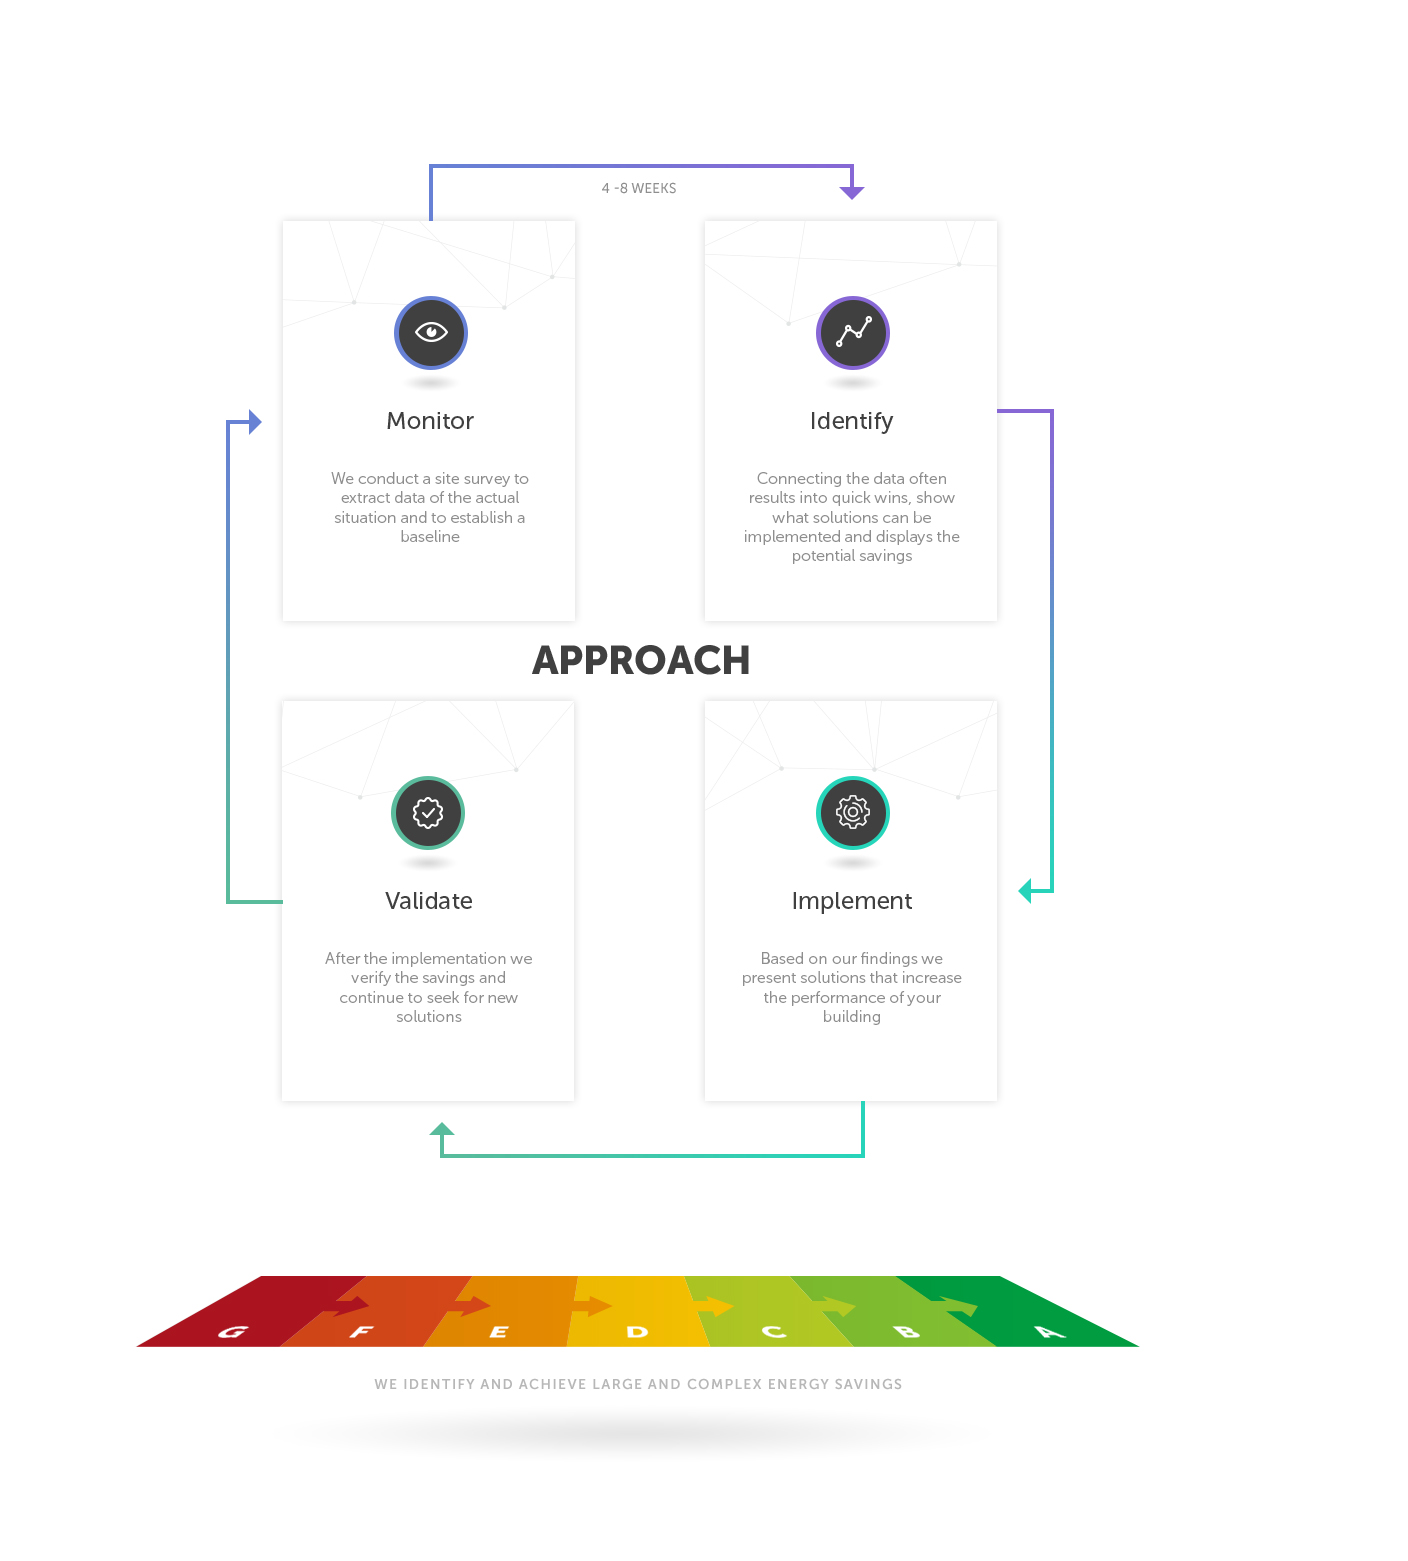 4 -8 WEEKS
Monitor
We conduct a site survey to
extract data of the actual
situation and to establish a
baseline
Identify
Connecting the data often
results into quick wins, show
what solutions can be
implemented and displays the
potential savings
APPROACH
Validate
After the implementation we
verify the savings and
continue to seek for new
solutions
Implement
Based on our findings we
present solutions that increase
the performance of your
building
G F E D C B A
WE IDENTIFY AND ACHIEVE LARGE AND COMPLEX ENERGY SAVINGS